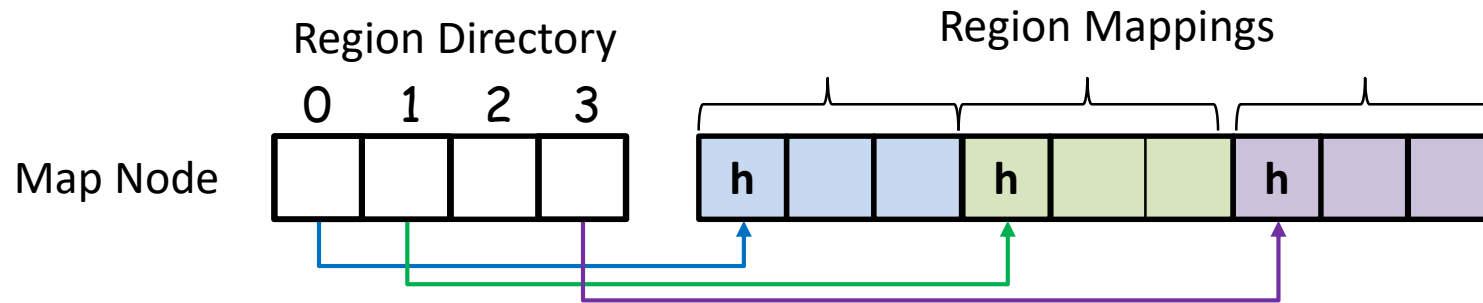 Region Directory
Region Mappings
0 1 2 3
Map Node
h h h